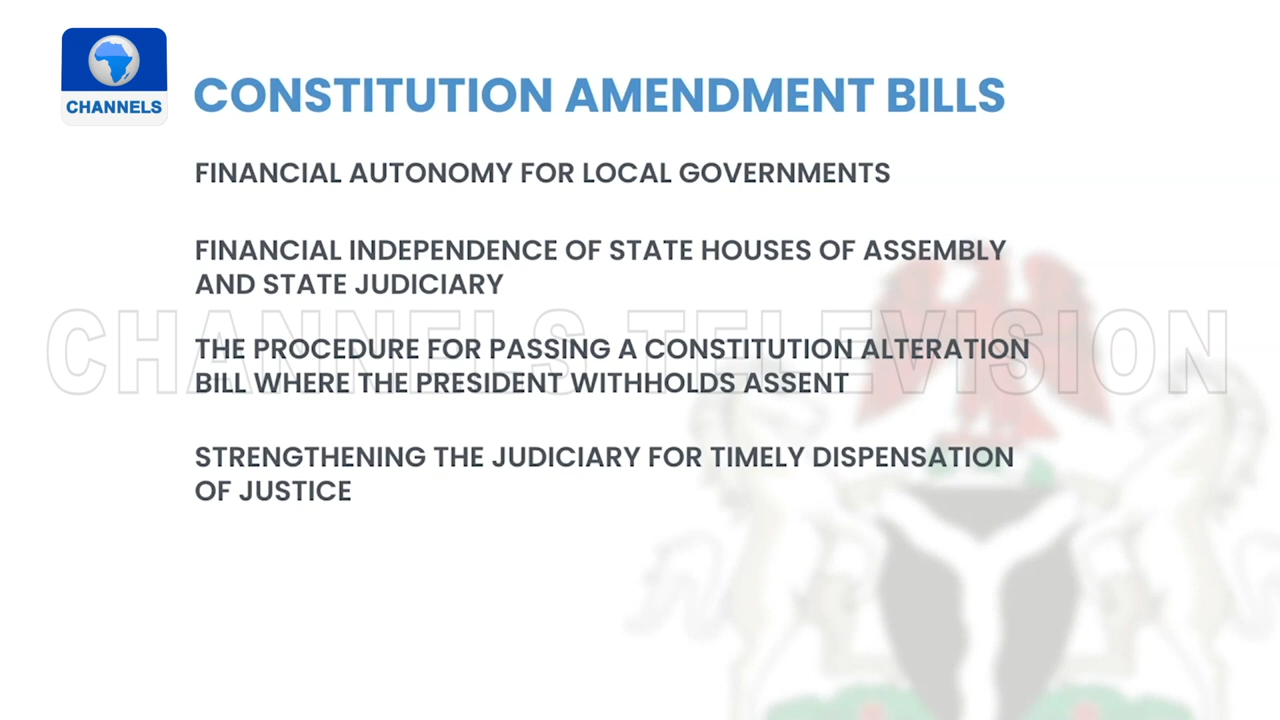 CHANNELS
CONSTITUTION AMENDMENT BILLS
FINANCIAL AUTONOMY FOR LOCAL GOVERNMENTS
FINANCIAL INDEPENDENCE OF STATE HOUSES OF ASSEMBLY
AND STATE JUDICIARY
CHANNELS TELEVISION
THE PROCEDURE FOR PASSING A CONSTITUTION ALTERATION
BILL WHERE THE PRESIDENT WITHHOLDS ASSENT
STRENGTHENING THE JUDICIARY FOR TIMELY DISPENSATION
OF JUSTICE